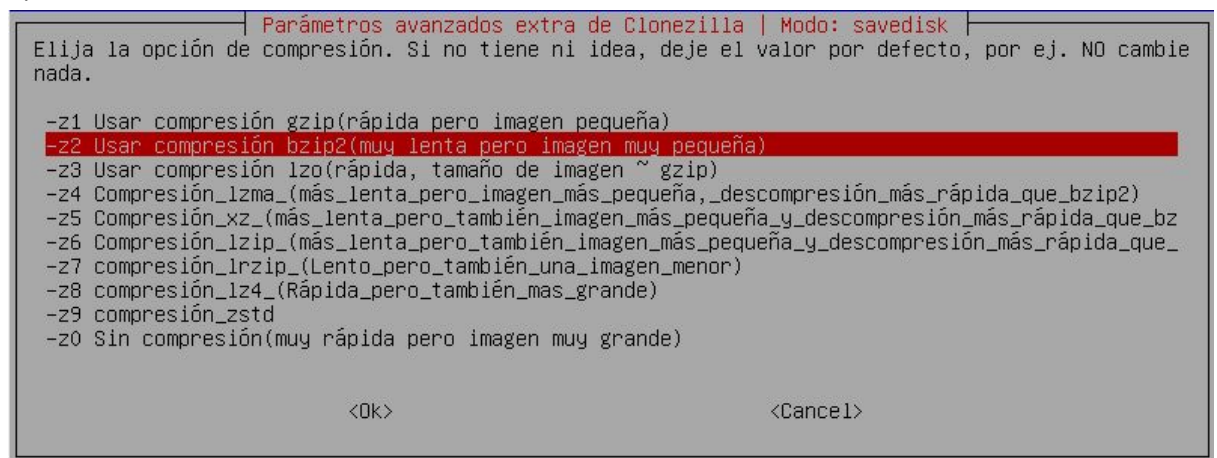 Parámetros avanzados extra de Clonezilla | Modo: savedisk
Elija la opción de compresión. Si no tiene ni idea, deje el valor por defecto, por ej. NO cambie
nada.
-z1 Usar compresión gzip(rápida pero imagen pequeña)
-z2 Usar compresión bzip2(muy lenta pero imagen muy pequeña)
-z3 Usar compresión lzo(rápida, tamaño de imagen ~ gzip)
-z4 Compresión_lzma_(más_lenta_pero_imagen_más_pequeña,_descompresión_más_rápida_que_bzip2)
-z5 Compresión_xz_(más_lenta_pero_también_imagen_más_pequeña_y_descompresión_más_rápida_que_bz
-z6 Compresión_lzip_(más_lenta_pero_también_imagen_más_pequeña_y_descompresión_más_rápida_que_
-z7 compresión_lrzip_(Lento_pero_también_una_imagen_menor)
-z8 compresión_lz4_(Rápida_pero_también_mas_grande)
-z9 compresión_zstd
-z0 Sin compresión(muy rápida pero imagen muy grande)
<Ok> <Cancel>